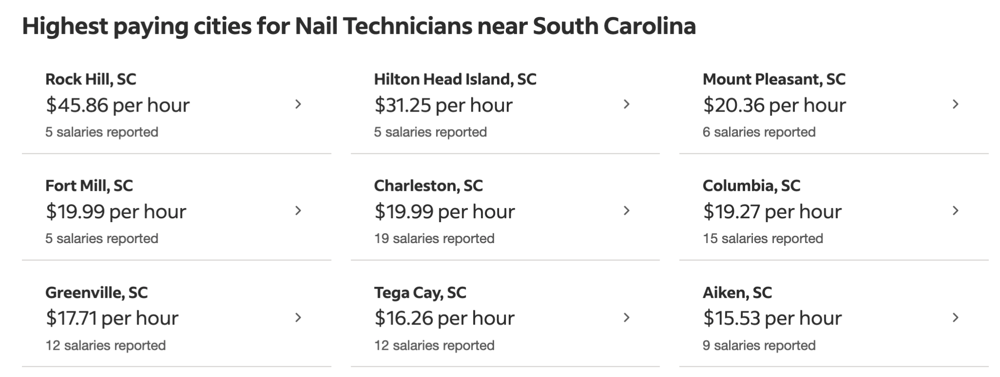 Highest paying cities for Nail Technicians near South Carolina
Rock Hill, SC
$45.86 per hour
5 salaries reported
Hilton Head Island, SC
$31.25 per hour
5 salaries reported
Mount Pleasant, SC
$20.36 per hour
6 salaries reported
Fort Mill, SC
$19.99 per hour
5 salaries reported
Charleston, SC
$19.99 per hour
19 salaries reported
Columbia, SC
$19.27 per hour
15 salaries reported
Greenville, SC
$17.71 per hour
12 salaries reported
Tega Cay, SC
$16.26 per hour
12 salaries reported
Aiken, SC
$15.53 per hour
9 salaries reported